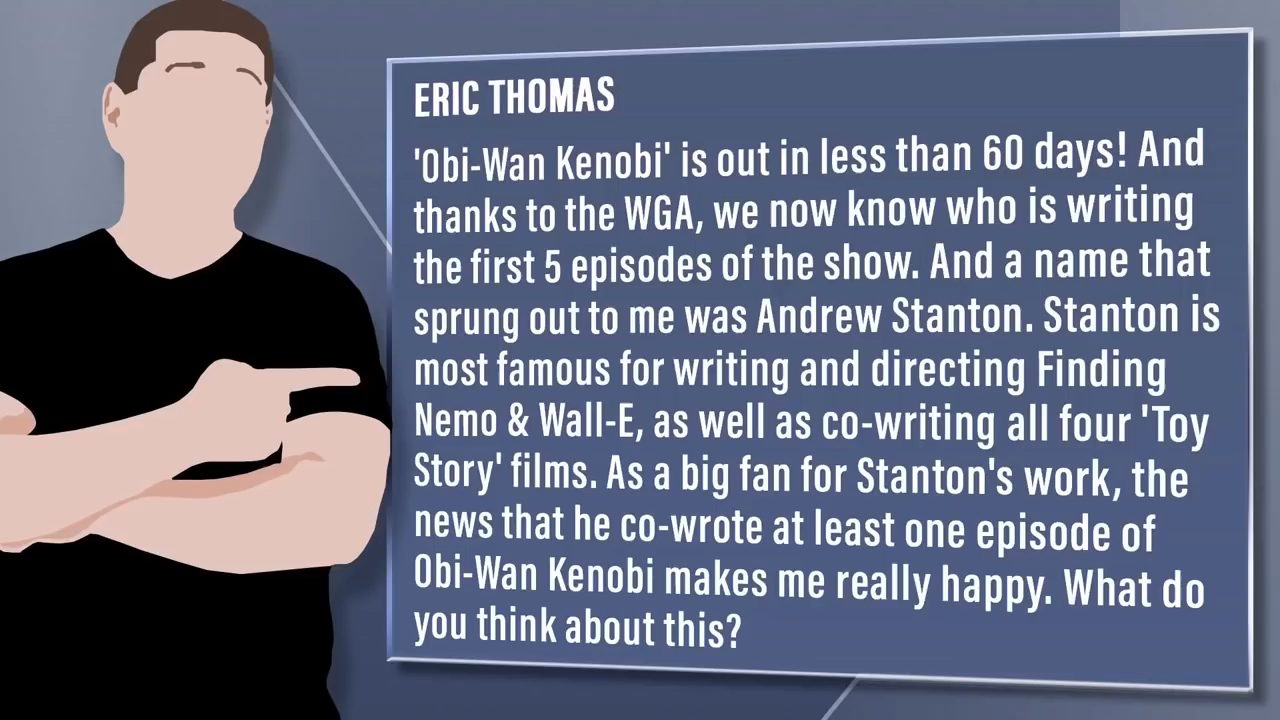 ERIC THOMAS
'Obi-Wan Kenobi' is out in less than 60 days! And
thanks to the WGA, we now know who is writing
the first 5 episodes of the show. And a name that
sprung out to me was Andrew Stanton. Stanton is
most famous for writing and directing Finding
Nemo & Wall-E, as well as co-writing all four 'Toy
Story' films. As a big fan for Stanton's work, the
news that he co-wrote at least one episode of
Obi-Wan Kenobi makes me really happy. What do
you think about this?